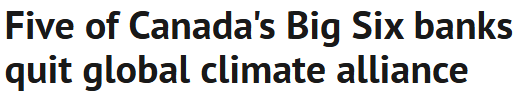 Five of Canada's Big Six banks
quit global climate alliance